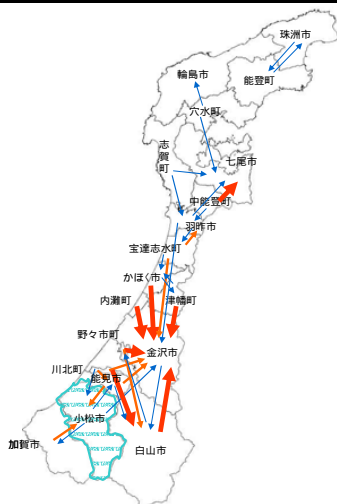 珠洲市
輪島市
能登町
穴水町
志賀町
七尾市
中能登町
羽咋市
宝達志水町
かほく市
内灘町
津幡町
野々市町
金沢市
川北町
能美市
小松市
加賀市
白山市